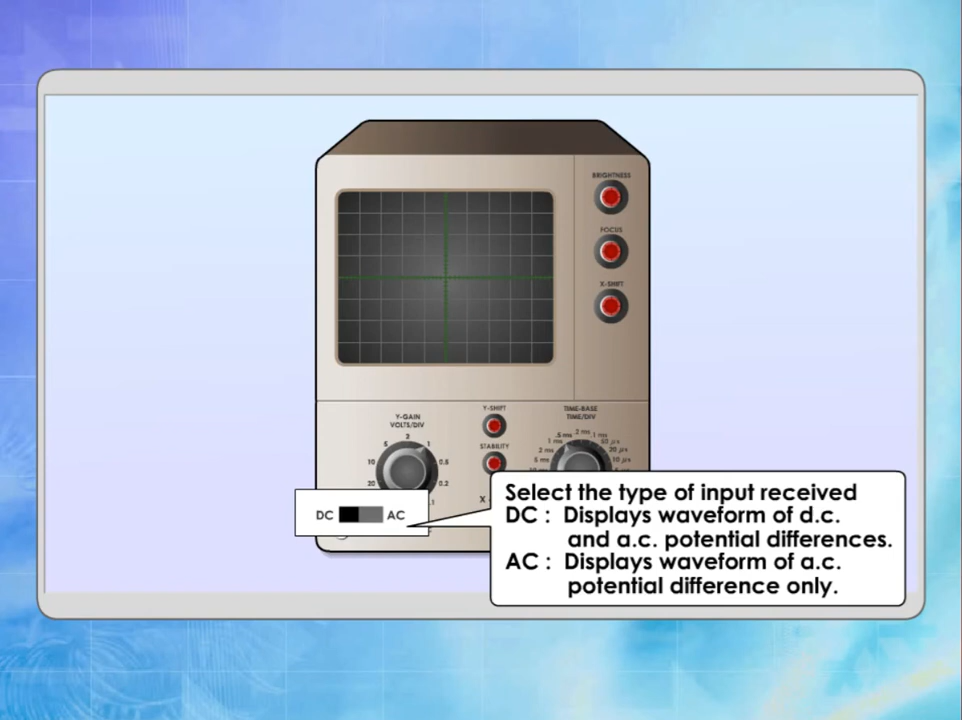 BRIGHTNESS
FOCUS
X-SHIFT
Y-GAIN
VOLTS/DIV
2
5
1
10
0.5
20
0.2
.1
Y-SHIFT
STABILITY
X
TIME-BASE
TIME/DIV
2 ms
.5 ms
.1 ms
1 ms
50 µs
2 ms
20 µs
5 ms
10 µs
DC
AC
Select the type of input received
DC : Displays waveform of d.c.
and a.c. potential differences.
AC : Displays waveform of a.c.
potential difference only.